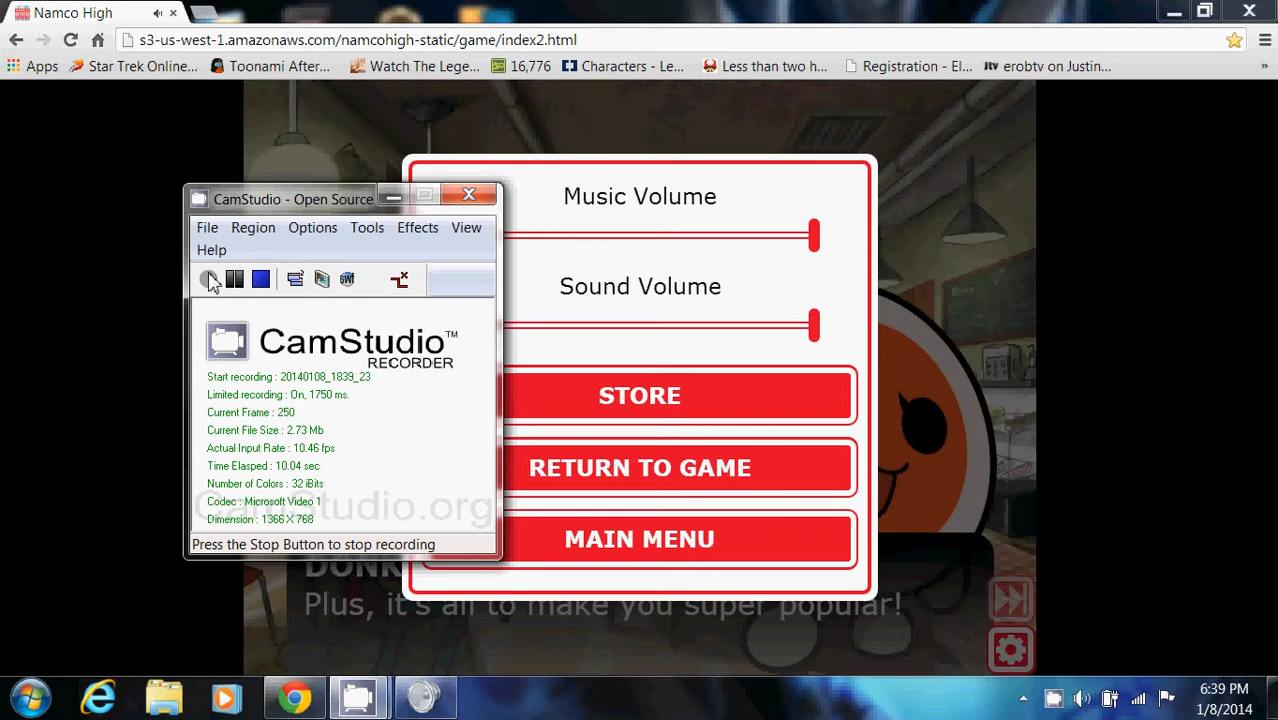 Namco High
s3-us-west-1.amazonaws.com/namcohigh-static/game/index2.html
Apps Star Trek Online... Toonami After... Watch The Lege... 16,776 Characters - Le... Less than two h... Registration - El... jtv erobtv on Justin... »
Music Volume
Sound Volume
STORE
RETURN TO GAME
MAIN MENU
CamStudio - Open Source
File Region Options Tools Effects View
Help
SWF
CamStudio™
RECORDER
Start recording : 20140108_1839_23
Limited recording : On, 1750 ms.
Current Frame : 250
Current File Size : 2.73 Mb
Actual Input Rate : 10.46 fps
Time Elasped : 10.04 sec
Number of Colors : 32 iBits
CamStudio.org
Codec : Microsoft Video 1
Dimension : 1366 X 768
Press the Stop Button to stop recording
DONK
Plus, it's all to make you super popular!
6:39 PM
1/8/2014